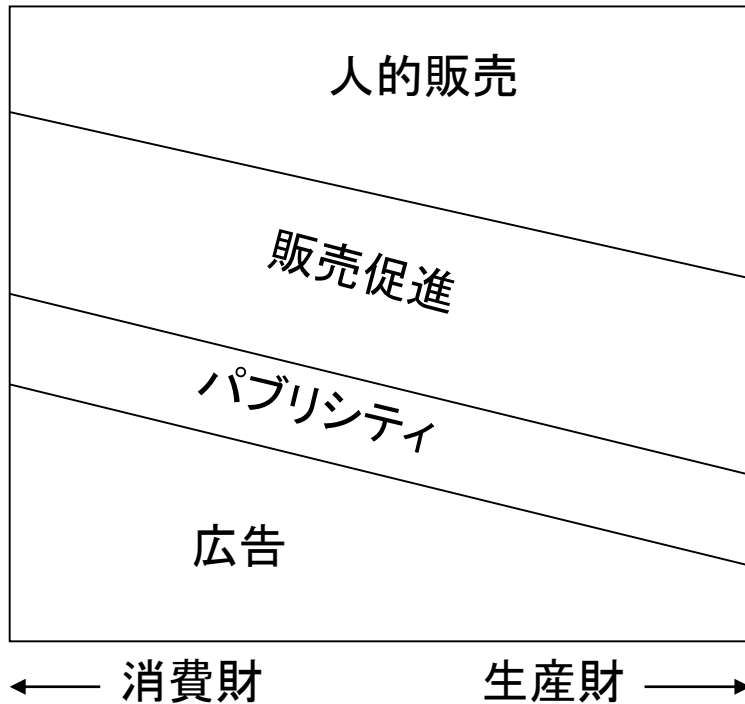 人的販売
販売促進
パブリシティ
広告
消費財
生産財